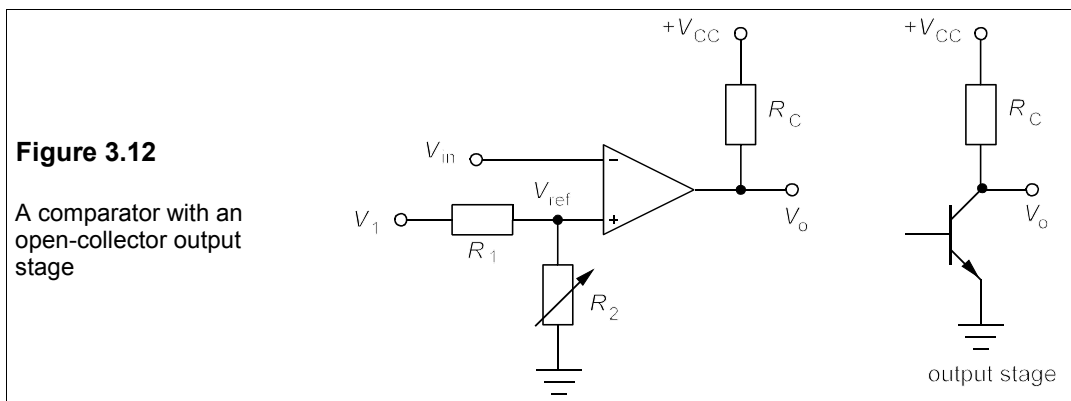 Figure 3.12
A comparator with an
open-collector output
stage
+VCC
RC
Vin
−
Vref
+
V1
R1
Vo
R2
+VCC
RC
Vo
output stage